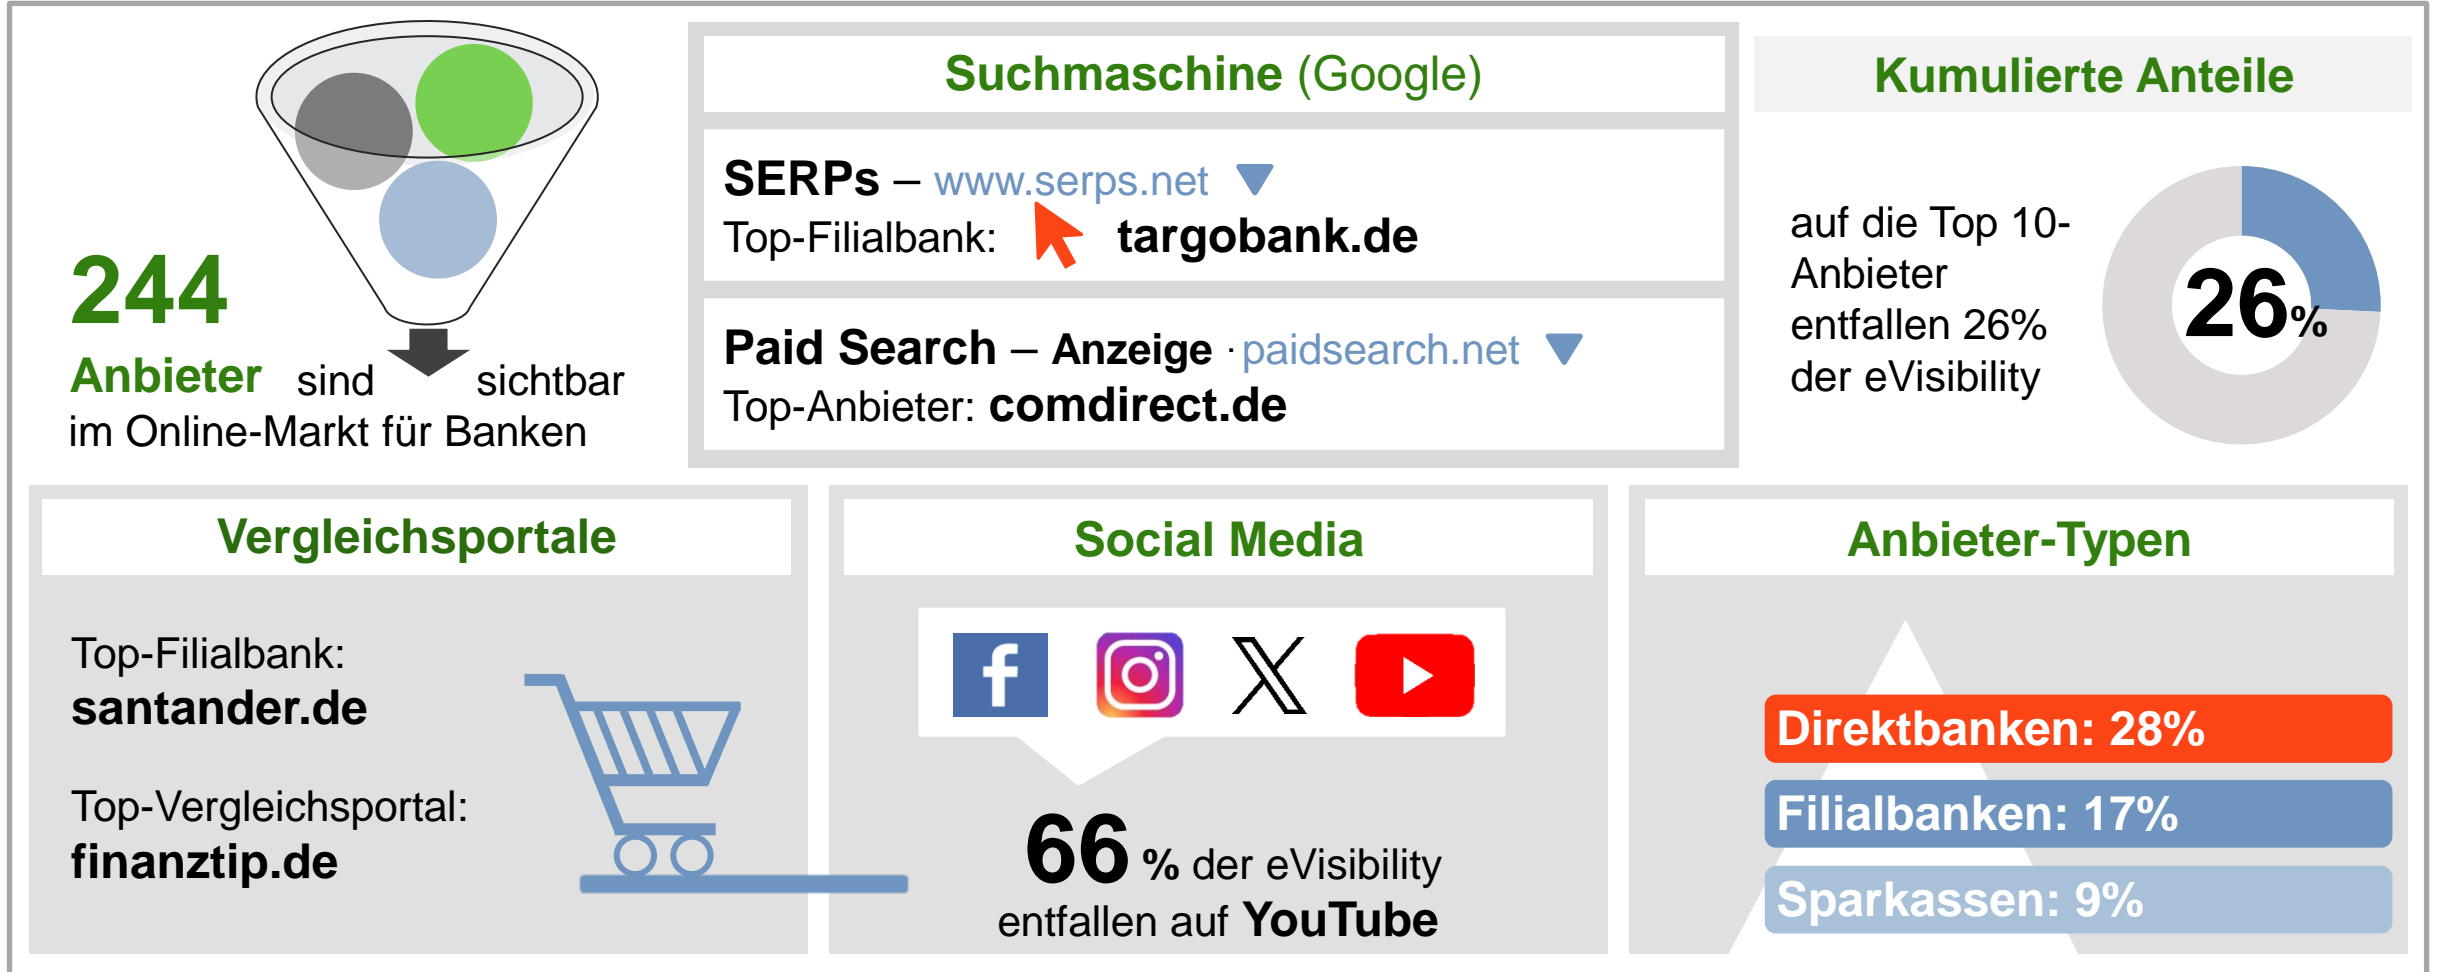 244
Anbieter sind sichtbar
im Online-Markt für Banken
Suchmaschine (Google)
SERPs – www.serps.net
Top-Filialbank: targobank.de
Paid Search – Anzeige · paidsearch.net
Top-Anbieter: comdirect.de
Kumulierte Anteile
auf die Top 10-
Anbieter
entfallen 26%
der eVisibility
26%
Vergleichsportale
Top-Filialbank:
santander.de
Top-Vergleichsportal:
finanztip.de
Social Media
66 % der eVisibility
entfallen auf YouTube
Anbieter-Typen
Direktbanken: 28%
Filialbanken: 17%
Sparkassen: 9%